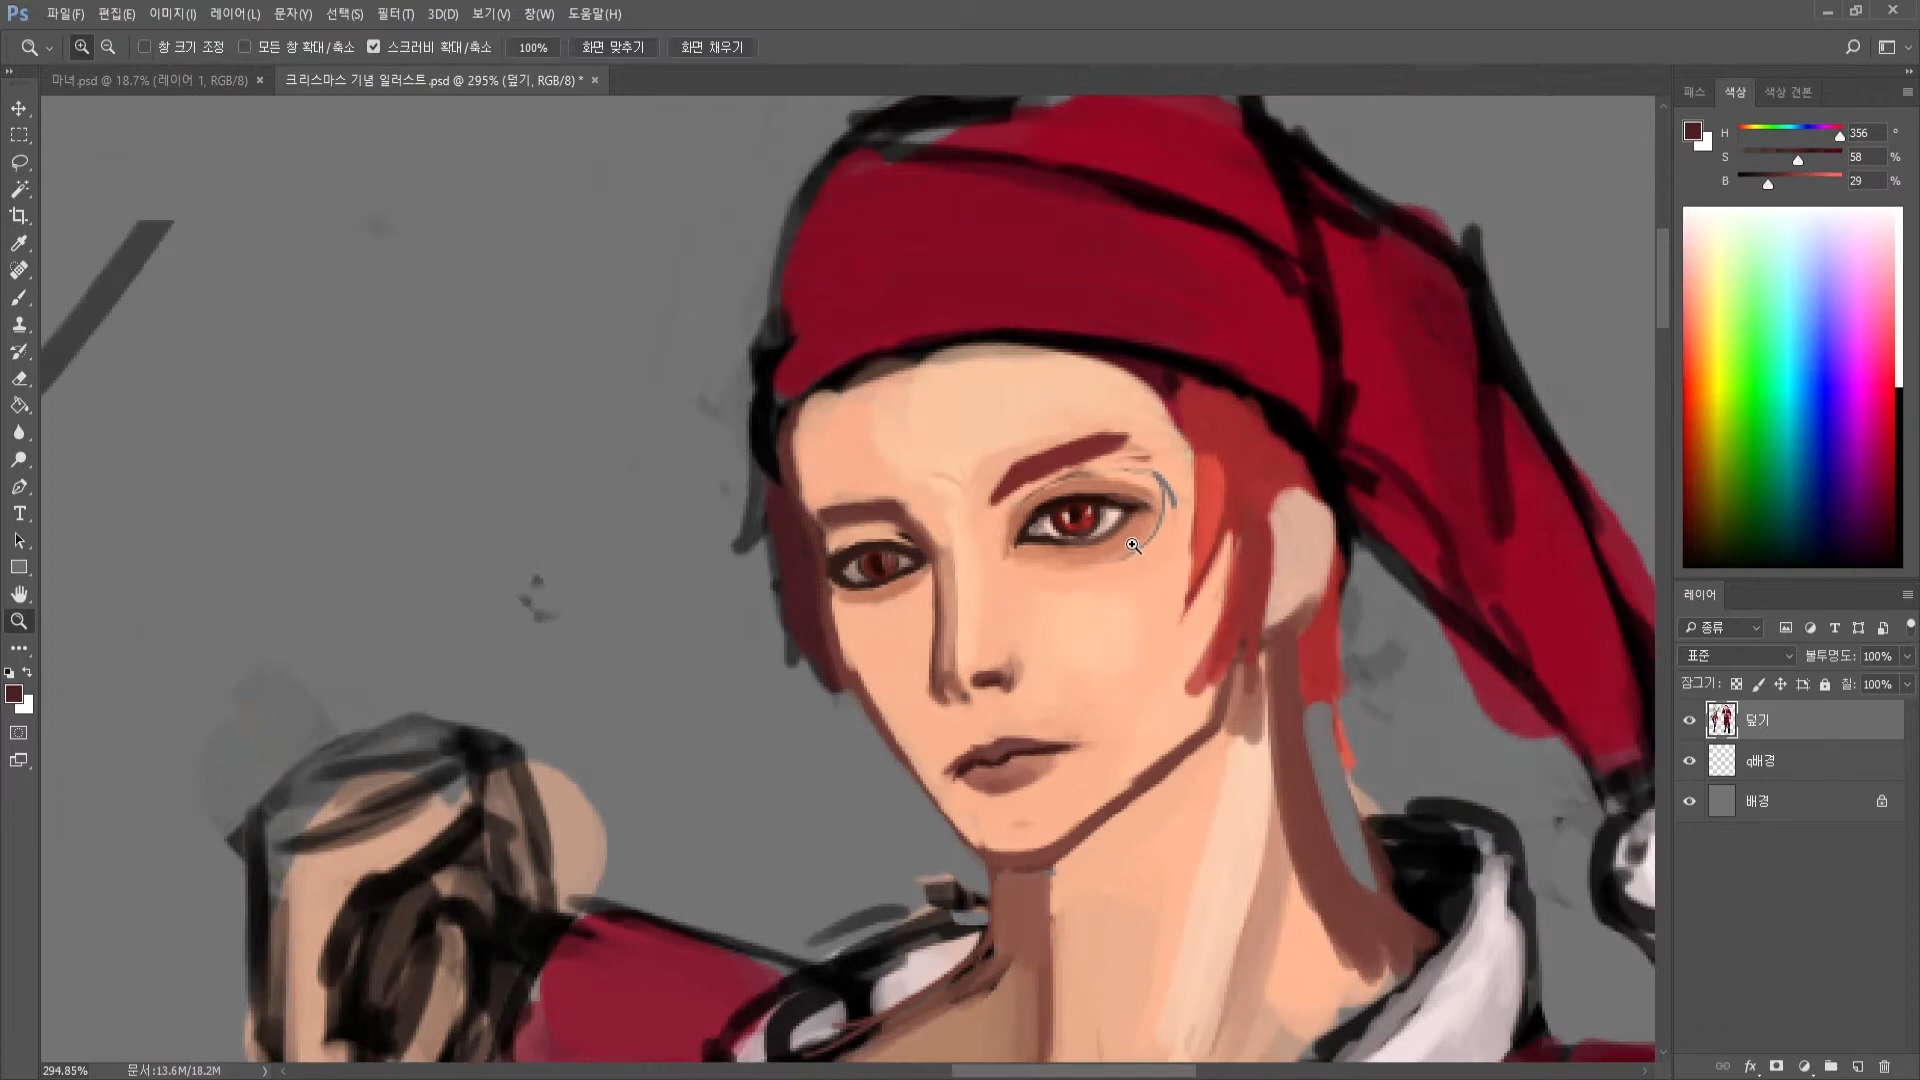 Ps 파일(F) 편집(E) 이미지(I) 레이어(L) 문자(Y) 선택(S) 필터(T) 3D(D) 보기(V) 창(W) 도움말(H)
창 크기 조정 모든 창 확대/축소 스크러비 확대/축소 100% 화면 맞추기 화면 채우기
마녀.psd @ 18.7% (레이어 1, RGB/8) × 크리스마스 기념 일러스트.psd @ 295% (덮기, RGB/8) * ×
패스 색상 색상 견본
H 356 °
S 58 %
B 29 %
레이어
종류
표준 불투명도: 100%
잠그기: 칠: 100%
덮기
q배경
배경
fx
294.85% 문서:13.6M/18.2M